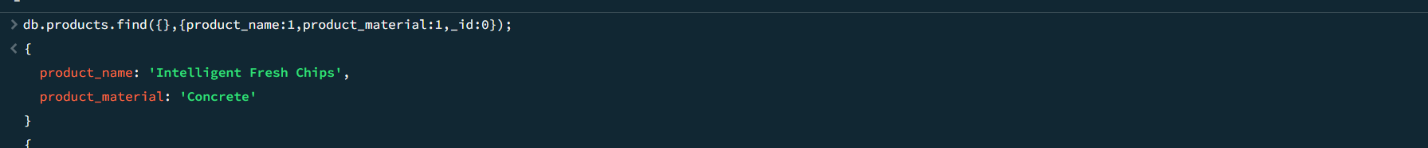 > db.products.find({},{product_name:1,product_material:1,_id:0});
< {
product_name: 'Intelligent Fresh Chips',
product_material: 'Concrete'
}
{